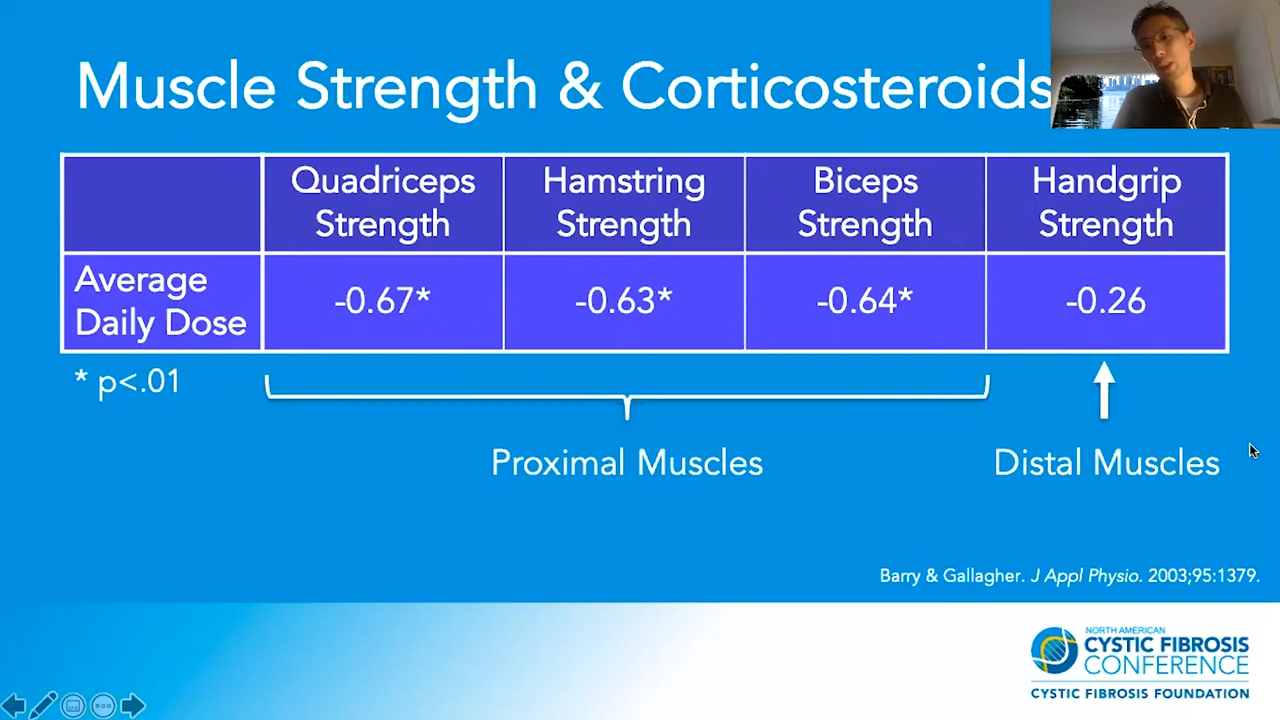 Muscle Strength & Corticosteroids
Quadriceps Strength
Hamstring Strength
Biceps Strength
Handgrip Strength
Average Daily Dose
-0.67*
-0.63*
-0.64*
-0.26
* p<.01
Proximal Muscles
Distal Muscles
Barry & Gallagher. J Appl Physio. 2003;95:1379.
NORTH AMERICAN
CYSTIC FIBROSIS
CONFERENCE
CYSTIC FIBROSIS FOUNDATION